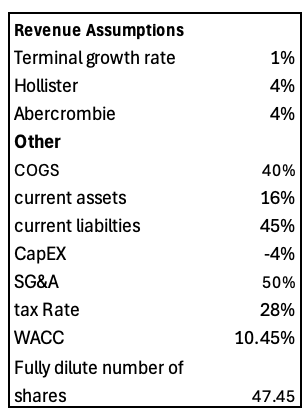 Revenue Assumptions
Terminal growth rate 1%
Hollister 4%
Abercrombie 4%
Other
COGS 40%
current assets 16%
current liabilties 45%
CapEX -4%
SG&A 50%
tax Rate 28%
WACC 10.45%
Fully dilute number of
shares 47.45